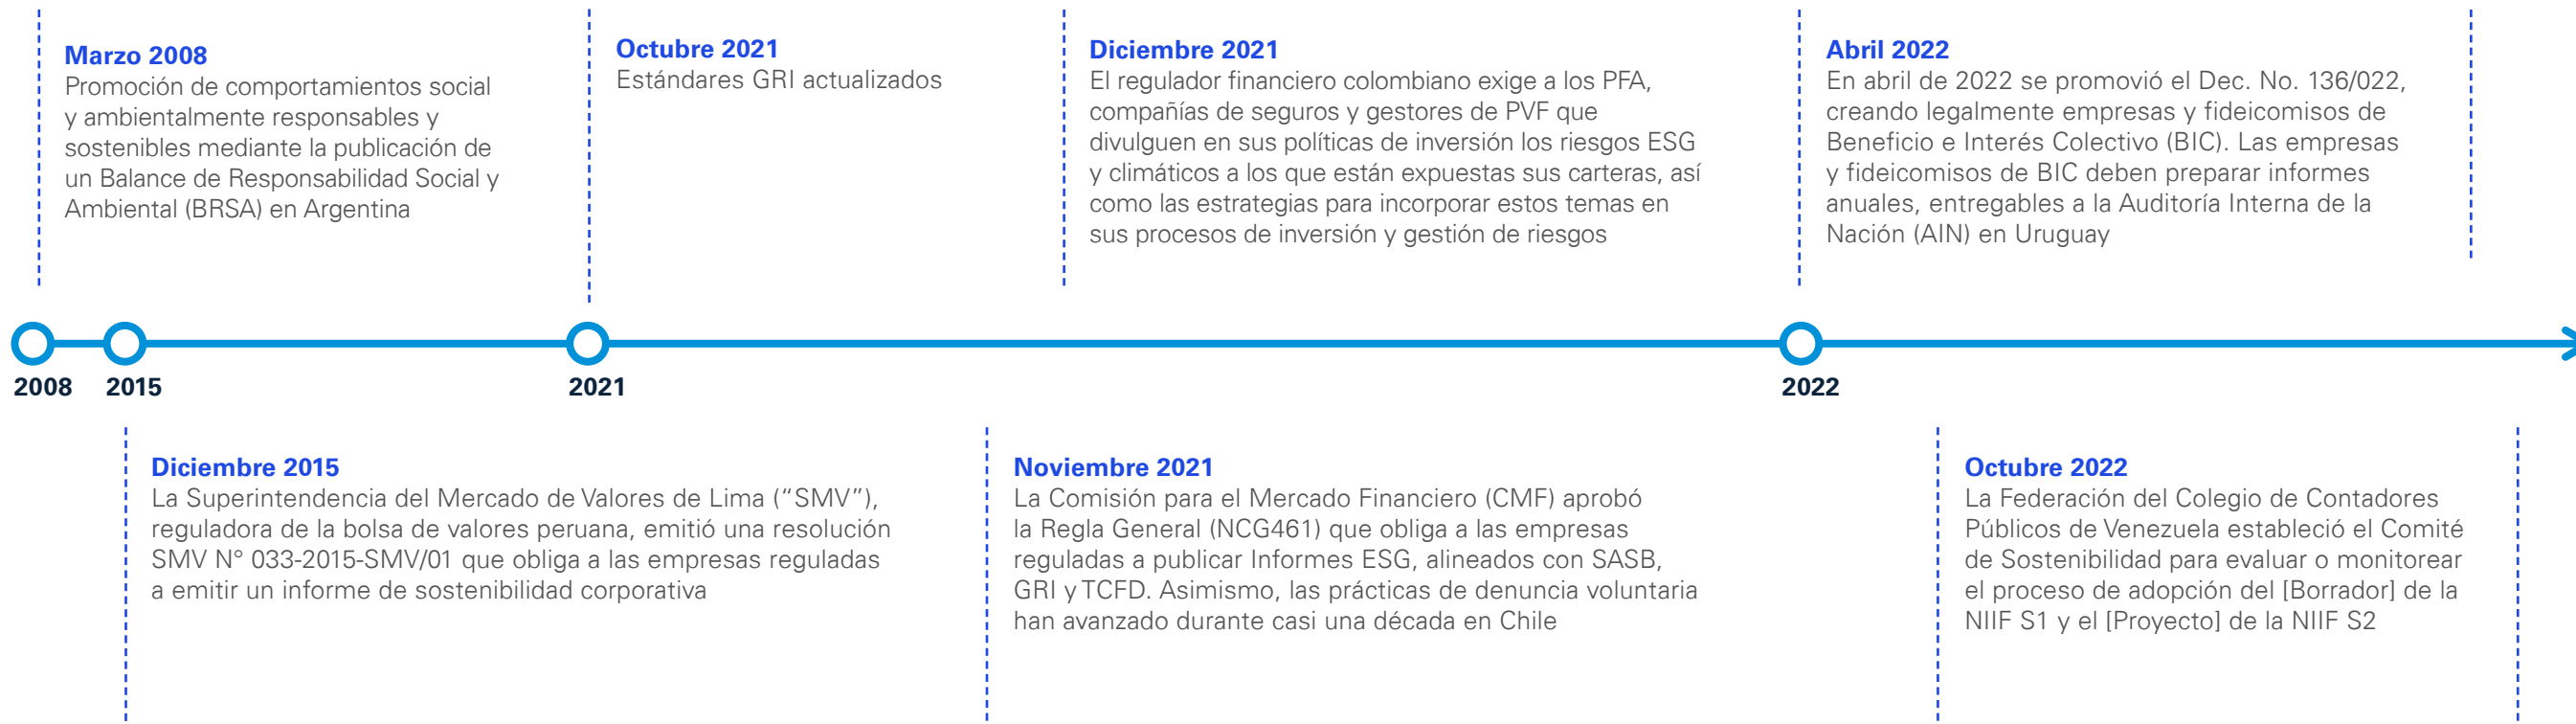 Marzo 2008
Promoción de comportamientos social
y ambientalmente responsables y
sostenibles mediante la publicación de
un Balance de Responsabilidad Social y
Ambiental (BRSA) en Argentina
Octubre 2021
Estándares GRI actualizados
Diciembre 2021
El regulador financiero colombiano exige a los PFA,
compañías de seguros y gestores de PVF que
divulguen en sus políticas de inversión los riesgos ESG
y climáticos a los que están expuestas sus carteras, así
como las estrategias para incorporar estos temas en
sus procesos de inversión y gestión de riesgos
Abril 2022
En abril de 2022 se promovió el Dec. No. 136/022,
creando legalmente empresas y fideicomisos de
Beneficio e Interés Colectivo (BIC). Las empresas
y fideicomisos de BIC deben preparar informes
anuales, entregables a la Auditoría Interna de la
Nación (AIN) en Uruguay
2008
2015
2021
2022
Diciembre 2015
La Superintendencia del Mercado de Valores de Lima (“SMV”),
reguladora de la bolsa de valores peruana, emitió una resolución
SMV N° 033-2015-SMV/01 que obliga a las empresas reguladas
a emitir un informe de sostenibilidad corporativa
Noviembre 2021
La Comisión para el Mercado Financiero (CMF) aprobó
la Regla General (NCG461) que obliga a las empresas
reguladas a publicar Informes ESG, alineados con SASB,
GRI y TCFD. Asimismo, las prácticas de denuncia voluntaria
han avanzado durante casi una década en Chile
Octubre 2022
La Federación del Colegio de Contadores
Públicos de Venezuela estableció el Comité
de Sostenibilidad para evaluar o monitorear
el proceso de adopción del [Borrador] de la
NIIF S1 y el [Proyecto] de la NIIF S2